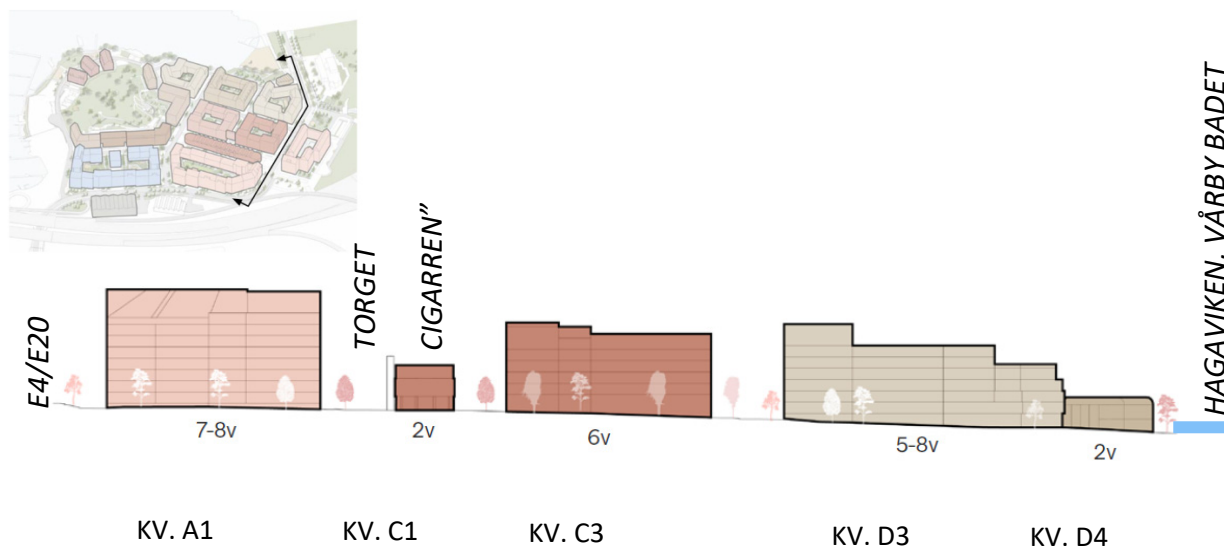 E4/E20
TORGET
CIGARREN”
HAGAVIKEN, VÅRBY BADET
7-8v
2v
6v
5-8v
2v
KV. A1
KV. C1
KV. C3
KV. D3
KV. D4